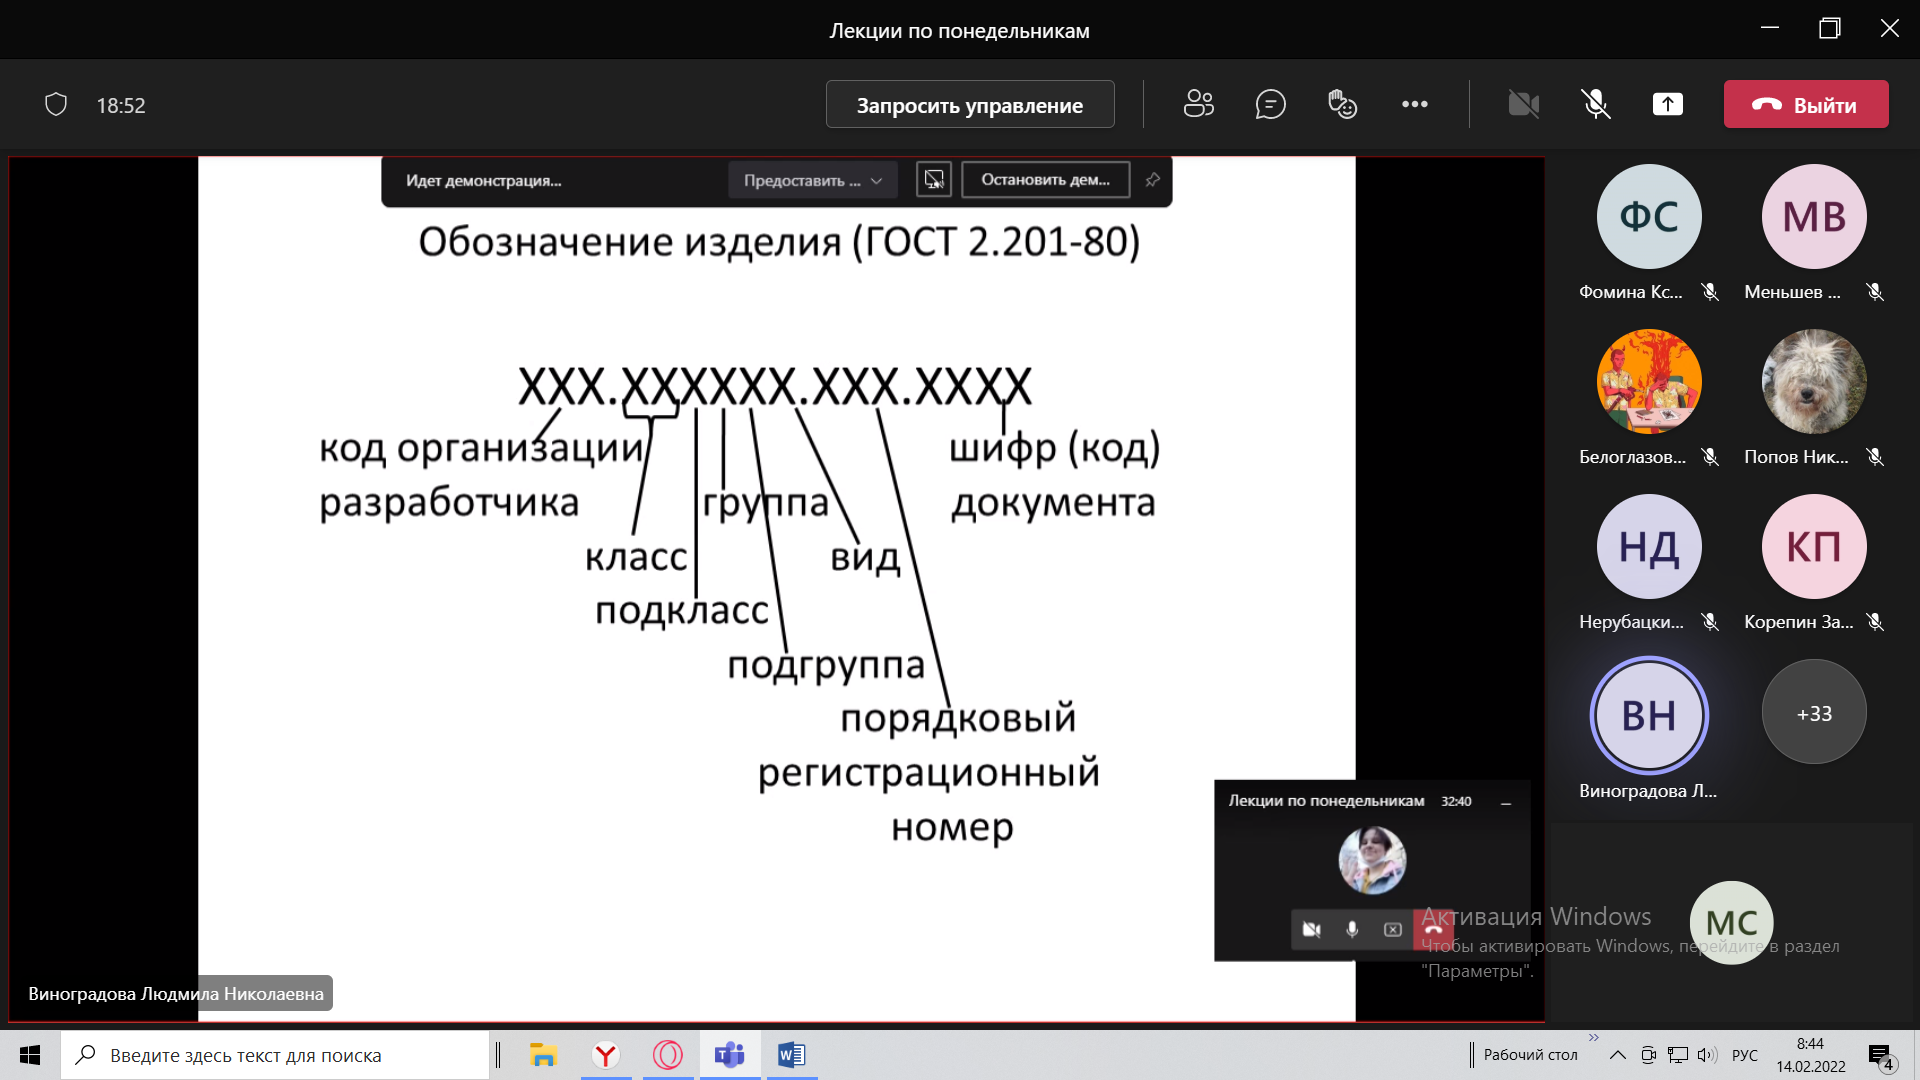 Лекции по понедельникам
18:52
Запросить управление
Выйти
Идет демонстрация...
Предоставить ...
Остановить дем...
Обозначение изделия (ГОСТ 2.201-80)
ХХХ.ХХХХХХ.ХХХ.ХХХХ
код организации
разработчика
шифр (код)
документа
группа
класс
вид
подкласс
подгруппа
порядковый
регистрационный
номер
Лекции по понедельникам 32:40
Виноградова Людмила Николаевна
ФС
МВ
Фомина Кс...
Меньшев ...
Белоглазов...
Попов Ник...
НД
КП
Нерубацки...
Корепин За...
ВН
+33
Виноградова Л...
МС
Активация Windows
Чтобы активировать Windows, перейдите в раздел
"Параметры".
Введите здесь текст для поиска
Рабочий стол
РУС
8:44
14.02.2022
4